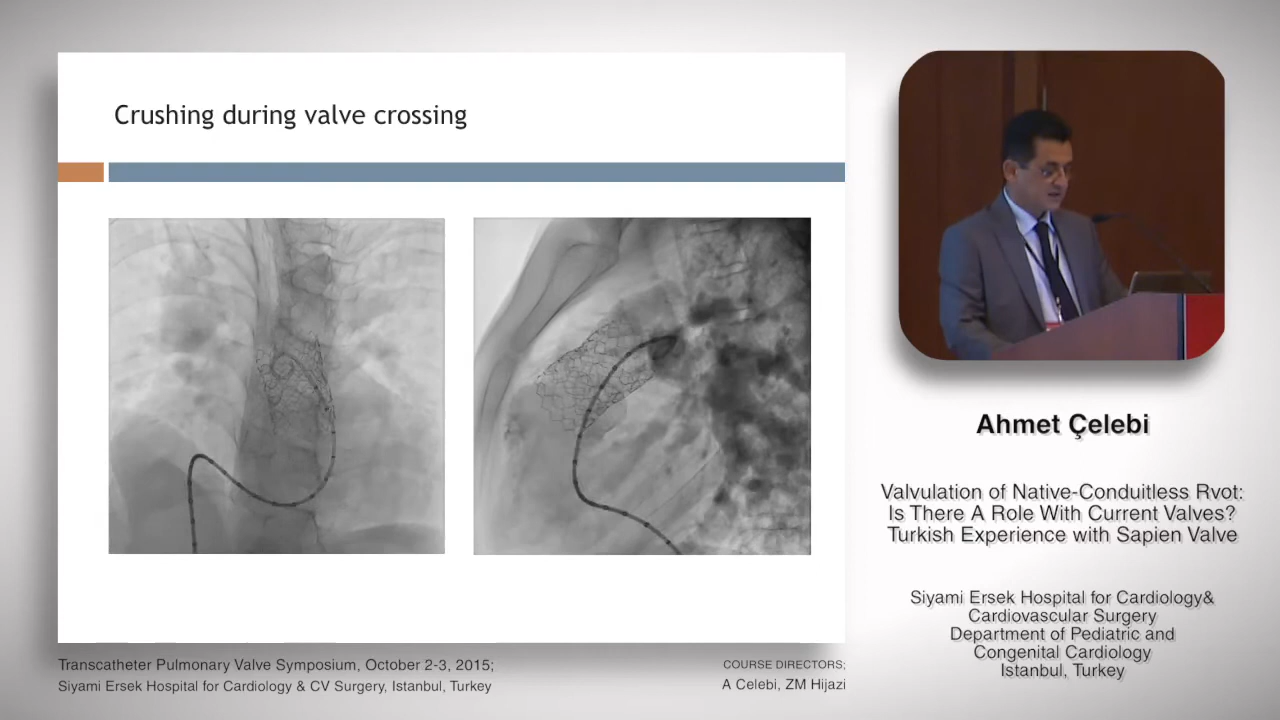 Crushing during valve crossing
Ahmet Çelebi
Valvulation of Native-Conduitless Rvot:
Is There A Role With Current Valves?
Turkish Experience with Sapien Valve
Siyami Ersek Hospital for Cardiology&
Cardiovascular Surgery
Department of Pediatric and
Congenital Cardiology
Istanbul, Turkey
Transcatheter Pulmonary Valve Symposium, October 2-3, 2015;
Siyami Ersek Hospital for Cardiology & CV Surgery, Istanbul, Turkey
COURSE DIRECTORS;
A Celebi, ZM Hijazi